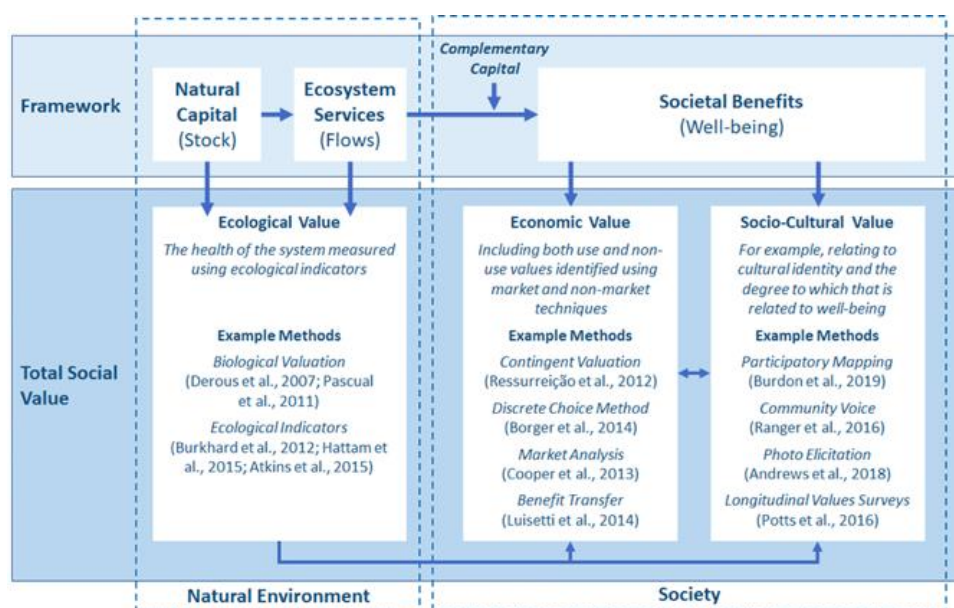 Complementary
Capital
Framework
Natural
Capital
(Stock)
Ecosystem
Services
(Flows)
Societal Benefits
(Well-being)
Total Social
Value
Ecological Value
The health of the system measured
using ecological indicators
Example Methods
Biological Valuation
(Derous et al., 2007; Pascual
et al., 2011)
Ecological Indicators
(Burkhard et al., 2012; Hattam et
al., 2015; Atkins et al., 2015)
Economic Value
Including both use and non-
use values identified using
market and non-market
techniques
Example Methods
Contingent Valuation
(Ressurreição et al., 2012)
Discrete Choice Method
(Borger et al., 2014)
Market Analysis
(Cooper et al., 2013)
Benefit Transfer
(Luisetti et al., 2014)
Socio-Cultural Value
For example, relating to
cultural identity and the
degree to which that is
related to well-being
Example Methods
Participatory Mapping
(Burdon et al., 2019)
Community Voice
(Ranger et al., 2016)
Photo Elicitation
(Andrews et al., 2018)
Longitudinal Values Surveys
(Potts et al., 2016)
Natural Environment
Society